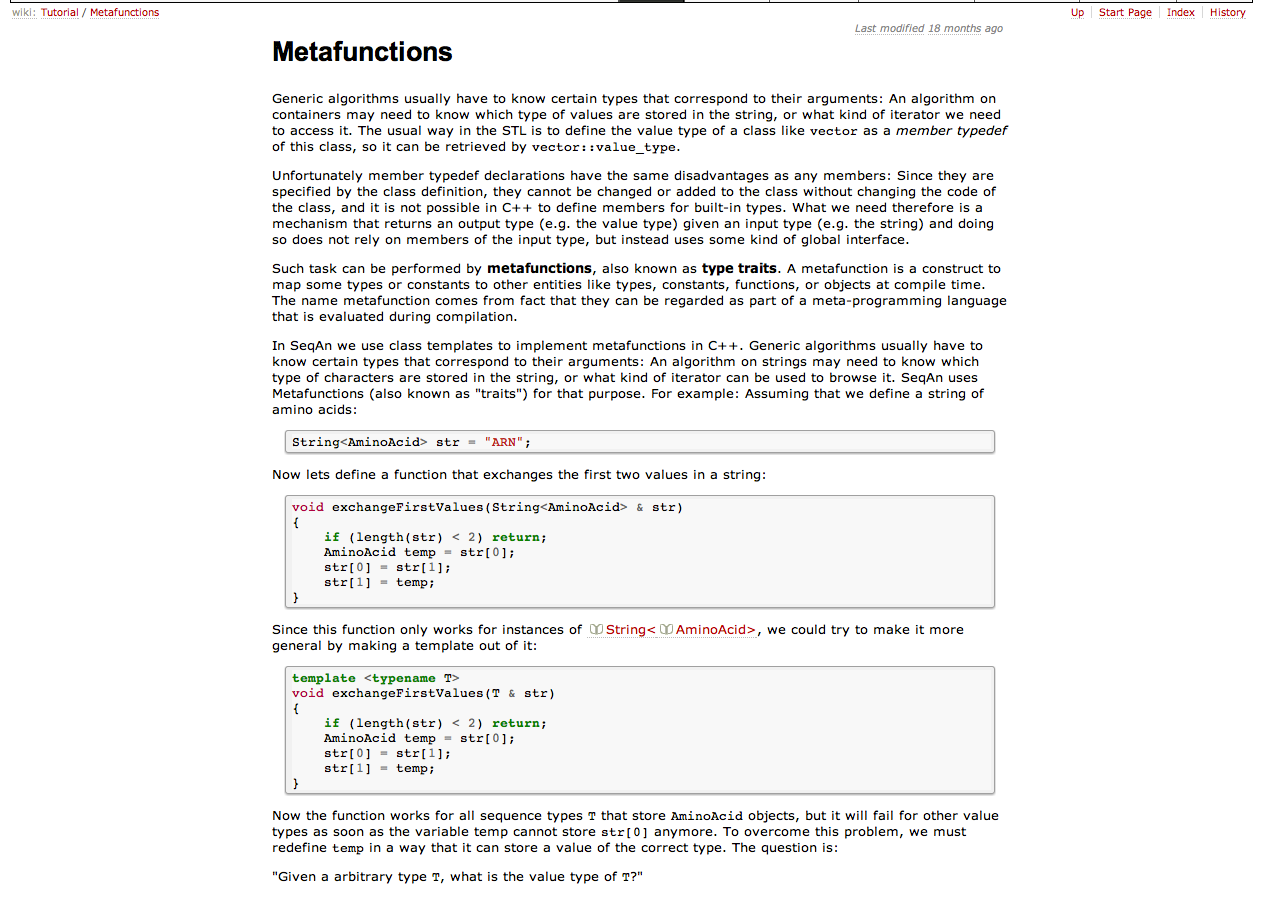 wiki: Tutorial / Metafunctions
Up Start Page Index History
Last modified 18 months ago
Metafunctions
Generic algorithms usually have to know certain types that correspond to their arguments: An algorithm on
containers may need to know which type of values are stored in the string, or what kind of iterator we need
to access it. The usual way in the STL is to define the value type of a class like vector as a member typedef
of this class, so it can be retrieved by vector::value_type.
Unfortunately member typedef declarations have the same disadvantages as any members: Since they are
specified by the class definition, they cannot be changed or added to the class without changing the code of
the class, and it is not possible in C++ to define members for built-in types. What we need therefore is a
mechanism that returns an output type (e.g. the value type) given an input type (e.g. the string) and doing
so does not rely on members of the input type, but instead uses some kind of global interface.
Such task can be performed by metafunctions, also known as type traits. A metafunction is a construct to
map some types or constants to other entities like types, constants, functions, or objects at compile time.
The name metafunction comes from fact that they can be regarded as part of a meta-programming language
that is evaluated during compilation.
In SeqAn we use class templates to implement metafunctions in C++. Generic algorithms usually have to
know certain types that correspond to their arguments: An algorithm on strings may need to know which
type of characters are stored in the string, or what kind of iterator can be used to browse it. SeqAn uses
Metafunctions (also known as "traits") for that purpose. For example: Assuming that we define a string of
amino acids:
String<AminoAcid> str = "ARN";
Now lets define a function that exchanges the first two values in a string:
void exchangeFirstValues(String<AminoAcid> & str)
{
    if (length(str) < 2) return;
    AminoAcid temp = str[0];
    str[0] = str[1];
    str[1] = temp;
}
Since this function only works for instances of String< AminoAcid>, we could try to make it more
general by making a template out of it:
template <typename T>
void exchangeFirstValues(T & str)
{
    if (length(str) < 2) return;
    AminoAcid temp = str[0];
    str[0] = str[1];
    str[1] = temp;
}
Now the function works for all sequence types T that store AminoAcid objects, but it will fail for other value
types as soon as the variable temp cannot store str[0] anymore. To overcome this problem, we must
redefine temp in a way that it can store a value of the correct type. The question is:
"Given a arbitrary type T, what is the value type of T?"